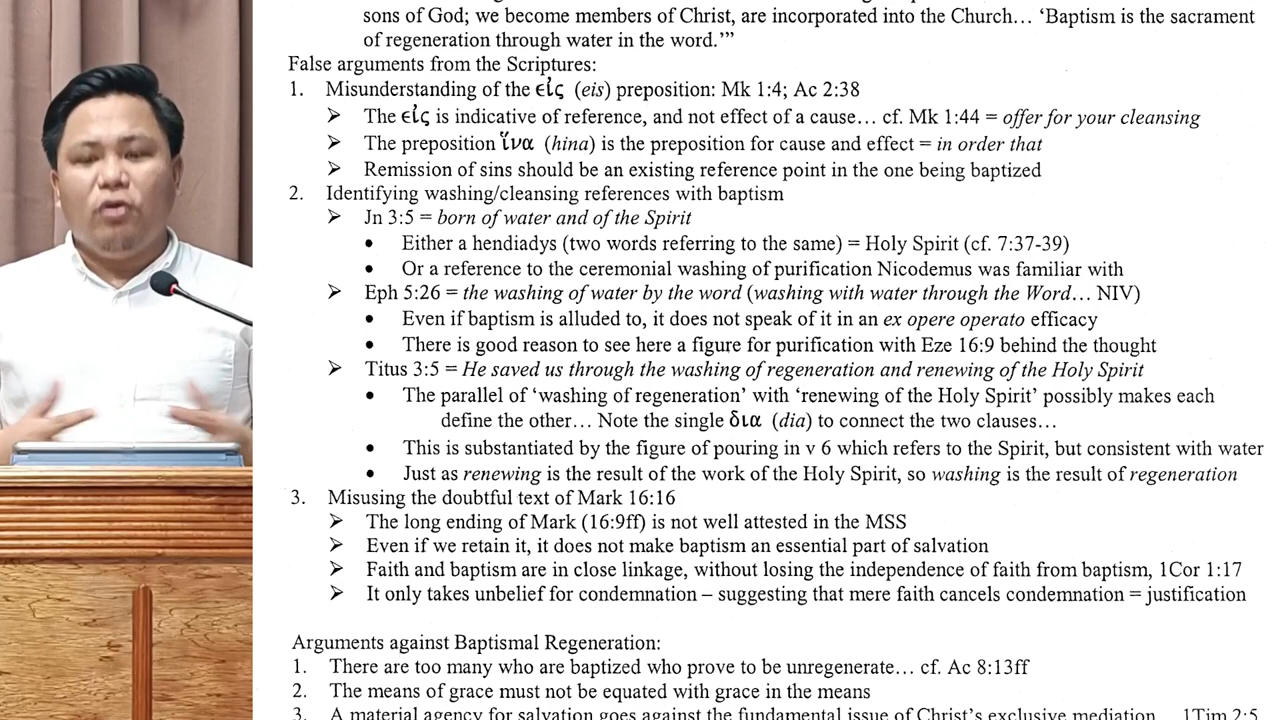 sons of God; we become members of Christ, are incorporated into the Church… ‘Baptism is the sacrament
of regeneration through water in the word.’”
False arguments from the Scriptures:
1. Misunderstanding of the εἰς (eis) preposition: Mk 1:4; Ac 2:38
➢ The εἰς is indicative of reference, and not effect of a cause… cf. Mk 1:44 = offer for your cleansing
➢ The preposition ἵνα (hina) is the preposition for cause and effect = in order that
➢ Remission of sins should be an existing reference point in the one being baptized
2. Identifying washing/cleansing references with baptism
➢ Jn 3:5 = born of water and of the Spirit
• Either a hendiadys (two words referring to the same) = Holy Spirit (cf. 7:37-39)
• Or a reference to the ceremonial washing of purification Nicodemus was familiar with
➢ Eph 5:26 = the washing of water by the word (washing with water through the Word… NIV)
• Even if baptism is alluded to, it does not speak of it in an ex opere operato efficacy
• There is good reason to see here a figure for purification with Eze 16:9 behind the thought
➢ Titus 3:5 = He saved us through the washing of regeneration and renewing of the Holy Spirit
• The parallel of ‘washing of regeneration’ with ‘renewing of the Holy Spirit’ possibly makes each
define the other… Note the single δια (dia) to connect the two clauses…
• This is substantiated by the figure of pouring in v 6 which refers to the Spirit, but consistent with water
• Just as renewing is the result of the work of the Holy Spirit, so washing is the result of regeneration
3. Misusing the doubtful text of Mark 16:16
➢ The long ending of Mark (16:9ff) is not well attested in the MSS
➢ Even if we retain it, it does not make baptism an essential part of salvation
➢ Faith and baptism are in close linkage, without losing the independence of faith from baptism, 1Cor 1:17
➢ It only takes unbelief for condemnation – suggesting that mere faith cancels condemnation = justification
Arguments against Baptismal Regeneration:
1. There are too many who are baptized who prove to be unregenerate… cf. Ac 8:13ff
2. The means of grace must not be equated with grace in the means
3. A material agency for salvation goes against the fundamental issue of Christ’s exclusive mediation 1Tim 2:5